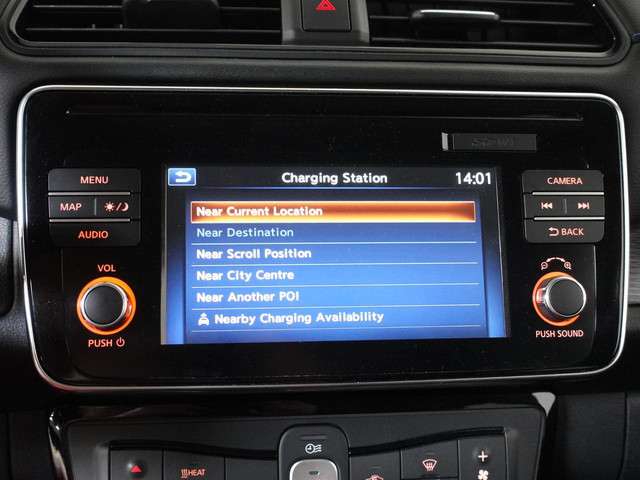 Charging Station 14:01
Near Current Location
Near Destination
Near Scroll Position
Near City Centre
Near Another POI
Nearby Charging Availability
MENU
MAP
AUDIO
VOL
PUSH
CAMERA
BACK
PUSH SOUND
HEAT